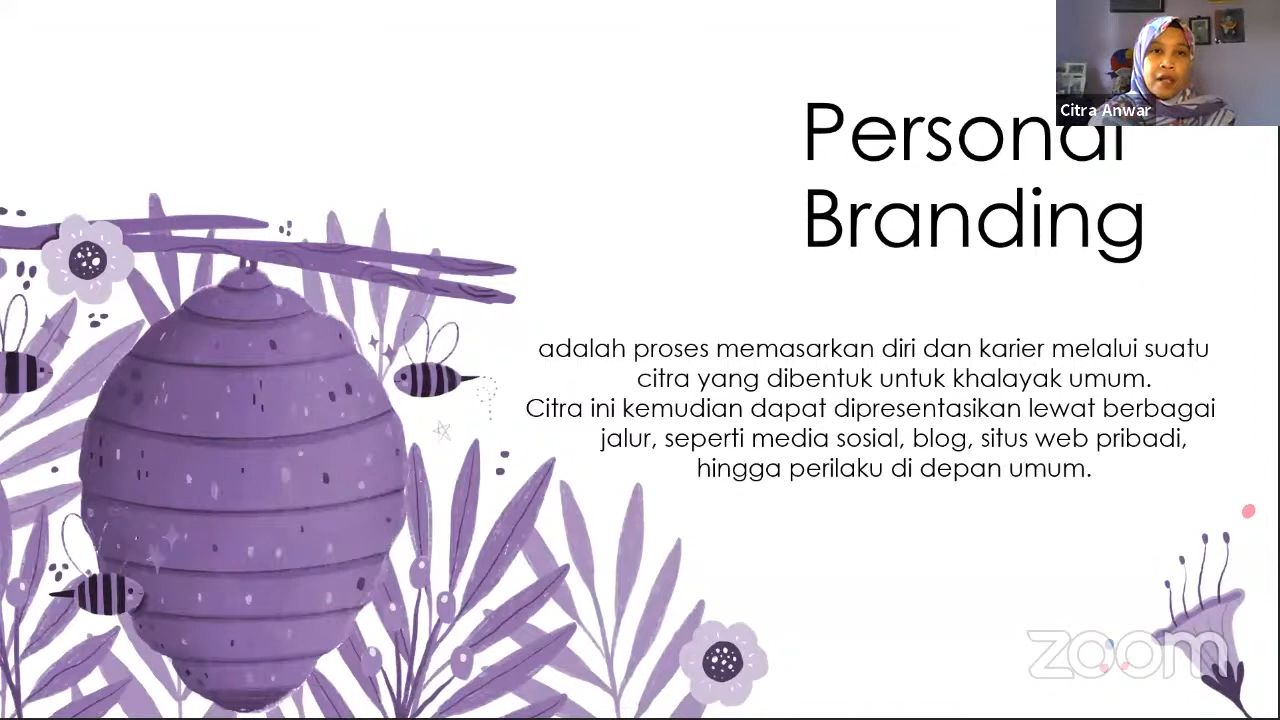 Citra Anwar
Personal
Branding
adalah proses memasarkan diri dan karier melalui suatu
citra yang dibentuk untuk khalayak umum.
Citra ini kemudian dapat dipresentasikan lewat berbagai
jalur, seperti media sosial, blog, situs web pribadi,
hingga perilaku di depan umum.
zoom